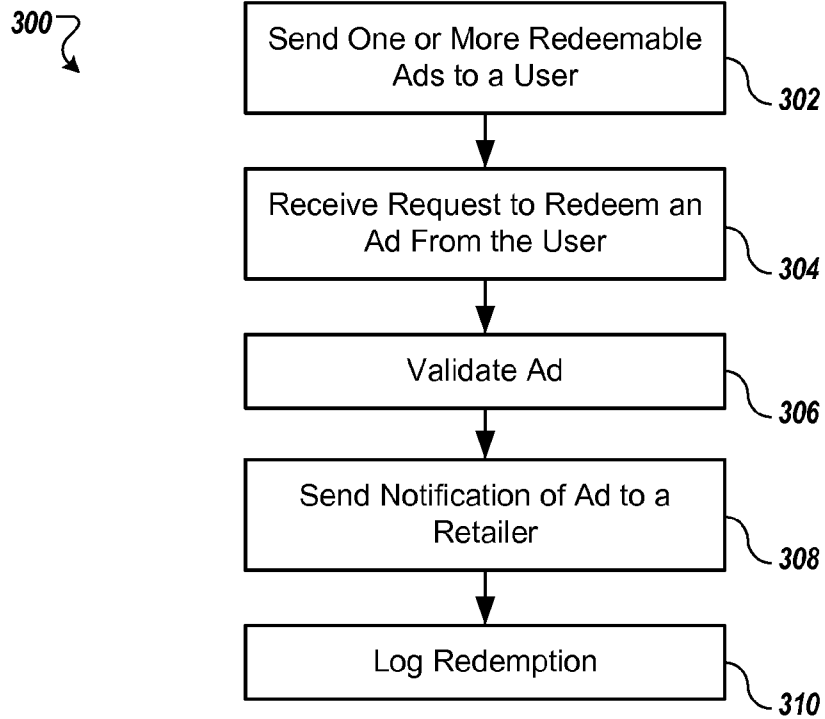 300
Send One or More Redeemable
Ads to a User
302
Receive Request to Redeem an
Ad From the User
304
Validate Ad
306
Send Notification of Ad to a
Retailer
308
Log Redemption
310